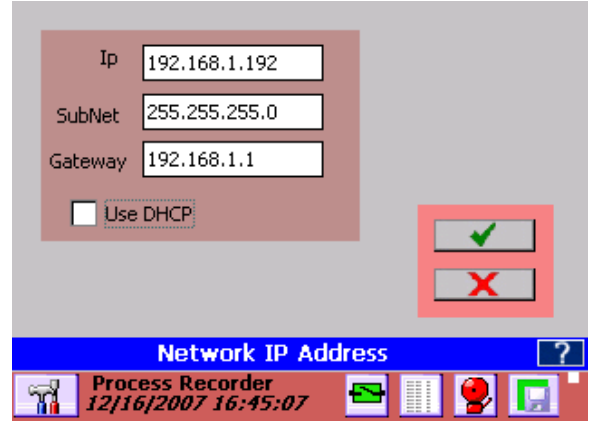 Ip 192.168.1.192
SubNet 255.255.255.0
Gateway 192.168.1.1
Use DHCP
Network IP Address ?
Process Recorder
12/16/2007 16:45:07